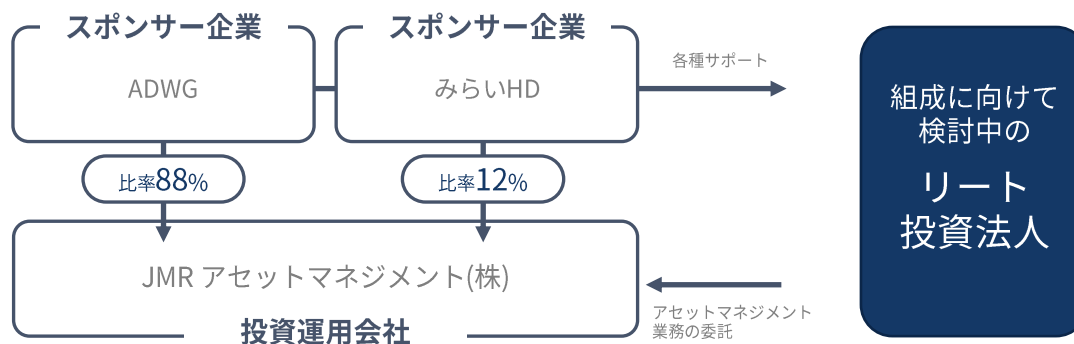 スポンサー企業
ADWG
スポンサー企業
みらいHD
各種サポート
比率88%
比率12%
JMR アセットマネジメント(株)
投資運用会社
アセットマネジメント
業務の委託
組成に向けて
検討中の
リート
投資法人